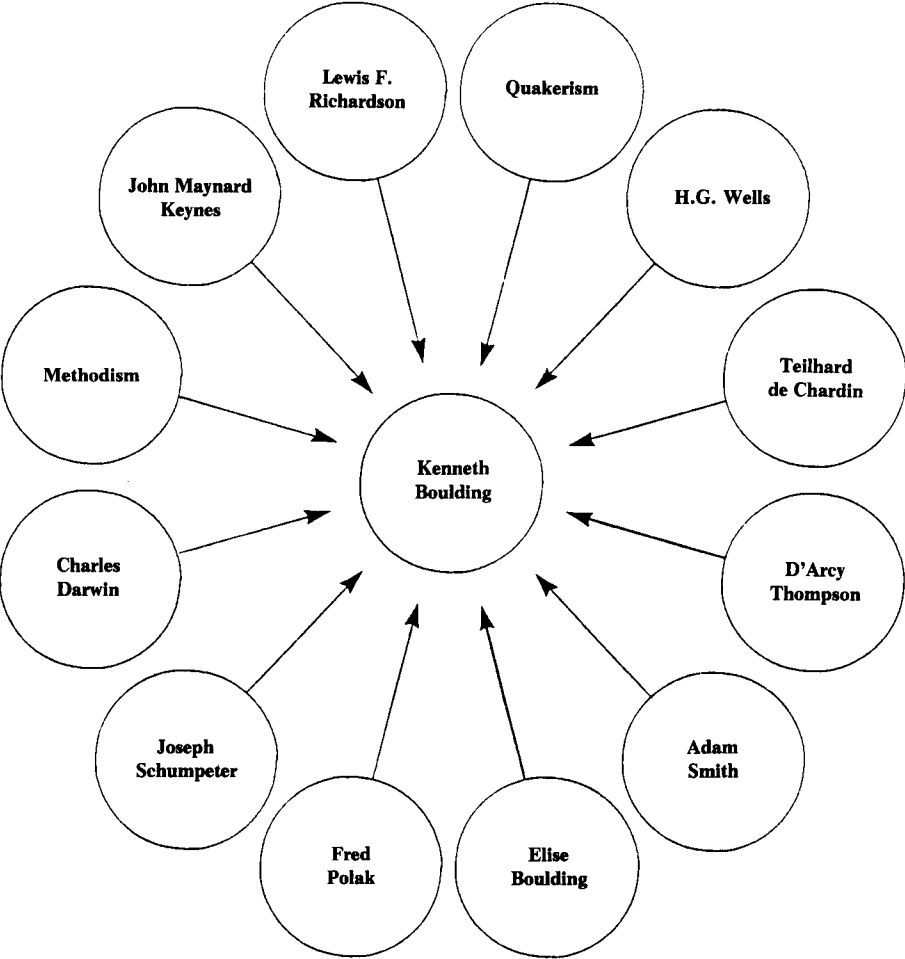 Lewis F.
Richardson
Quakerism
John Maynard
Keynes
H.G. Wells
Methodism
Teilhard
de Chardin
Kenneth
Boulding
Charles
Darwin
D'Arcy
Thompson
Joseph
Schumpeter
Adam
Smith
Fred
Polak
Elise
Boulding